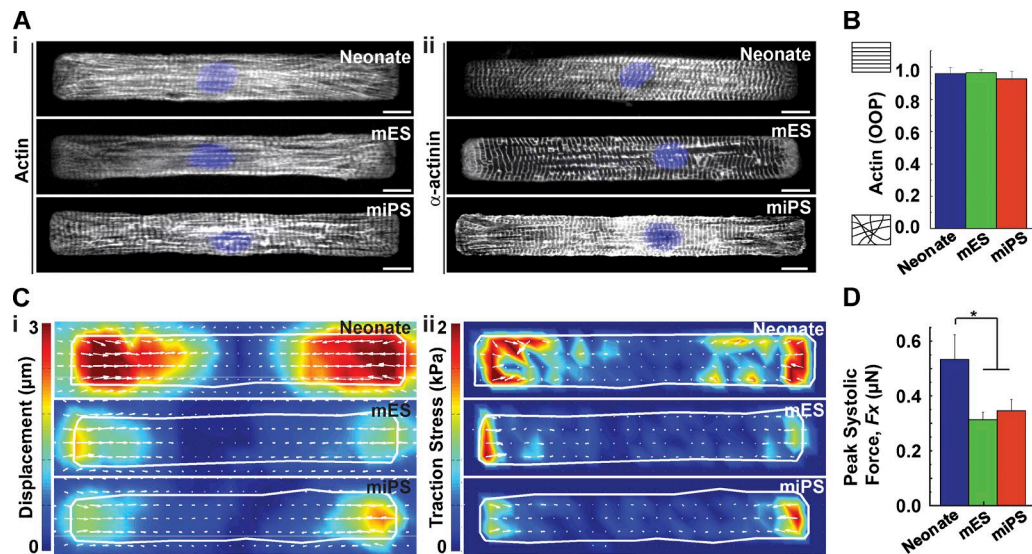 A
i
Actin
Neonate
mES
miPS
ii
α-actinin
Neonate
mES
miPS
B
Actin (OOP)
1.0
0.8
0.6
0.4
0.2
0.0
Neonate
mES
miPS
C
i
Displacement (µm)
3
0
Neonate
mES
miPS
ii
Traction Stress (kPa)
2
0
Neonate
mES
miPS
D
Peak Systolic
Force, Fx (µN)
0.6
0.4
0.2
0.0
*
Neonate
mES
miPS